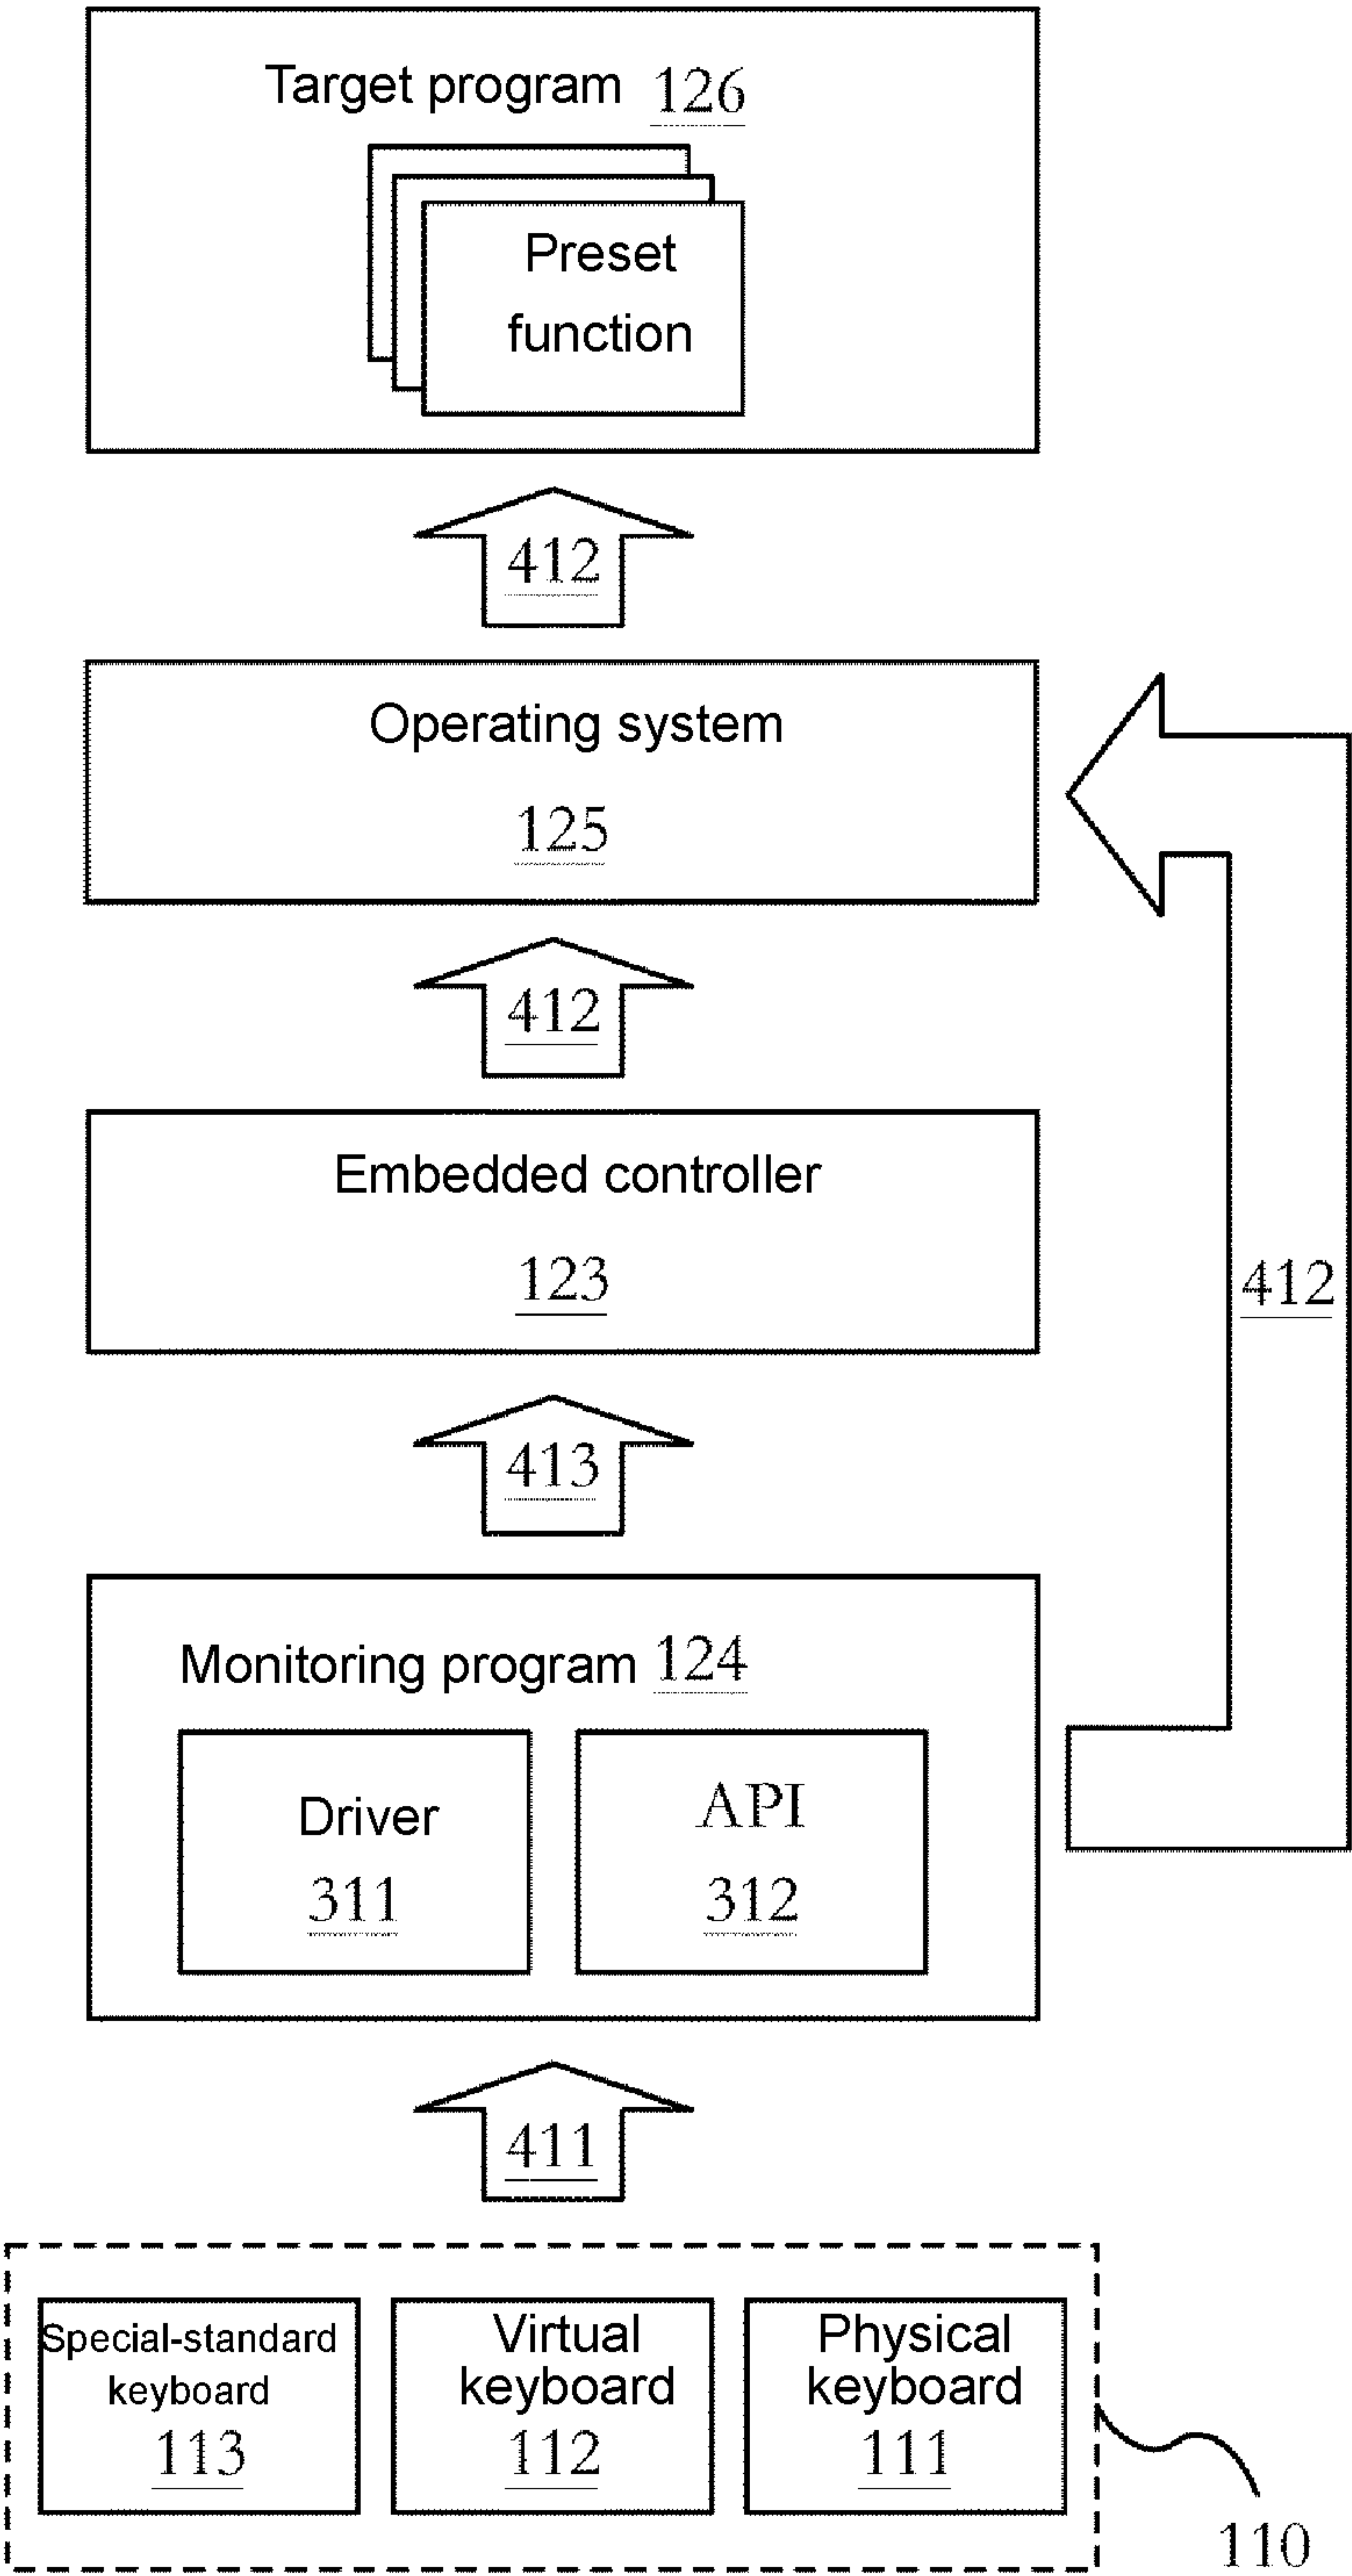 Target program 126
Preset
function
412
Operating system
125
412
Embedded controller
123
412
413
Monitoring program 124
Driver
311
API
312
411
Special-standard
keyboard
113
Virtual
keyboard
112
Physical
keyboard
111
110